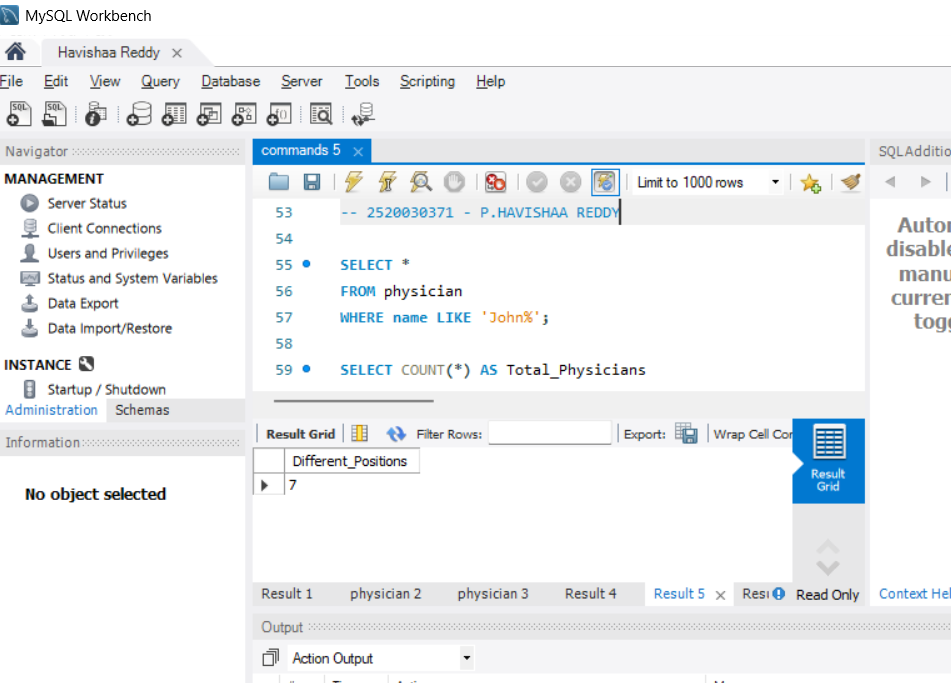 MySQL Workbench
Havishaa Reddy
File Edit View Query Database Server Tools Scripting Help
Navigator
MANAGEMENT
Server Status
Client Connections
Users and Privileges
Status and System Variables
Data Export
Data Import/Restore
INSTANCE
Startup / Shutdown
Administration Schemas
Information
No object selected
commands 5
Limit to 1000 rows
53 -- 2520030371 - P.HAVISHAA REDDY
54
55 SELECT *
56 FROM physician
57 WHERE name LIKE 'John%';
58
59 SELECT COUNT(*) AS Total_Physicians
Result Grid Filter Rows: Export: Wrap Cell Cor
Different_Positions
7
Result
Grid
Result 1 physician 2 physician 3 Result 4 Result 5 Resu Read Only
Output
Action Output
SQLAdditio
Autor
disable
manu
curren
togg
Context Hel